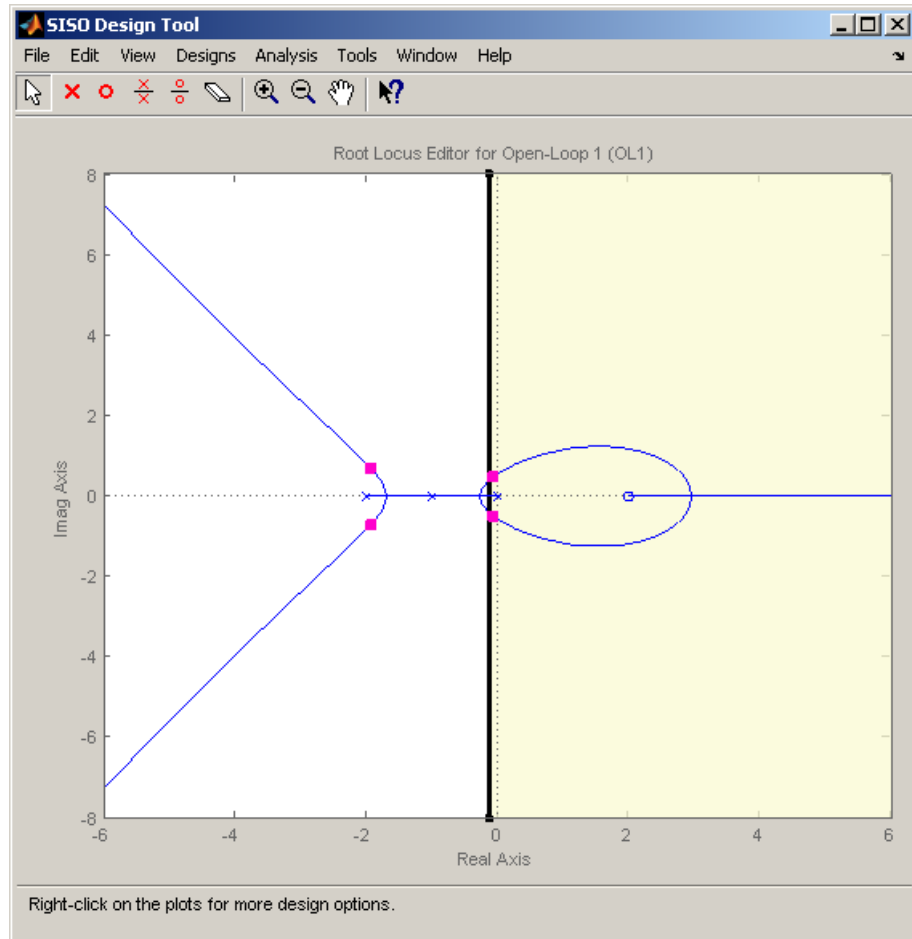 SISO Design Tool
File Edit View Designs Analysis Tools Window Help
Root Locus Editor for Open-Loop 1 (OL1)
8
6
4
2
0
-2
-4
-6
-8
Imag Axis
-6 -4 -2 0 2 4 6
Real Axis
Right-click on the plots for more design options.